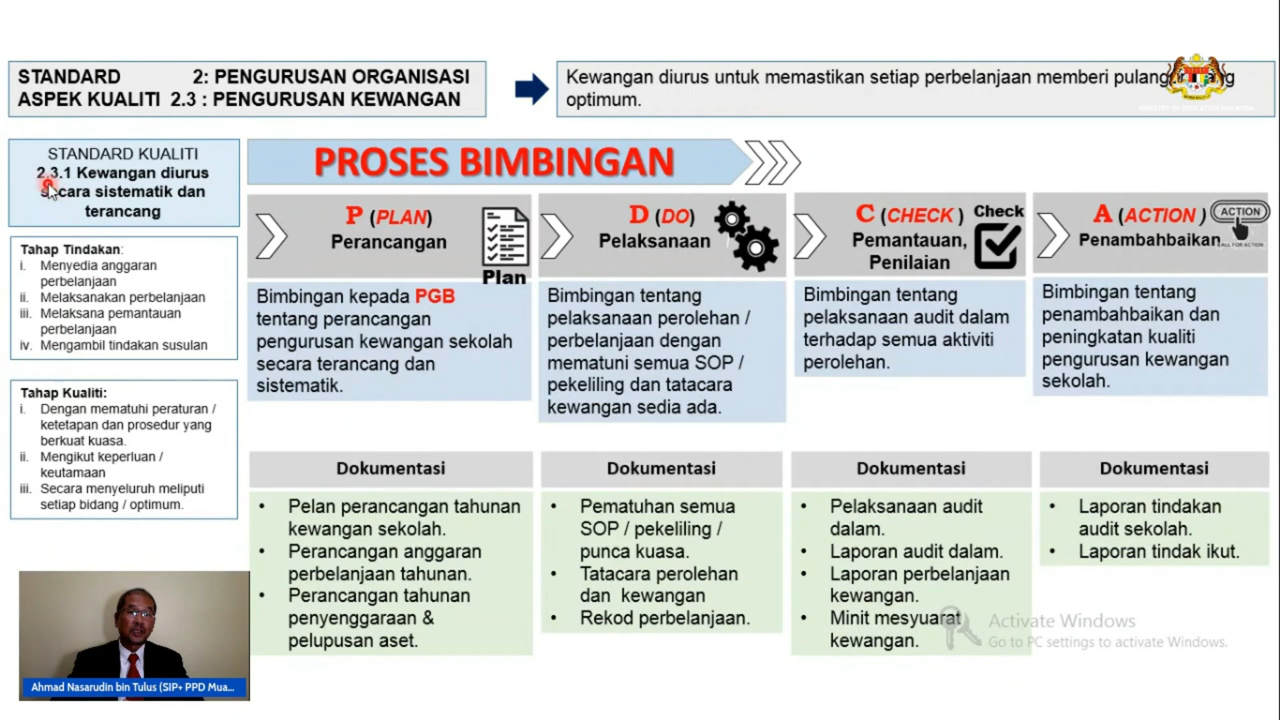 STANDARD 2: PENGURUSAN ORGANISASI
ASPEK KUALITI 2.3 : PENGURUSAN KEWANGAN
Kewangan diurus untuk memastikan setiap perbelanjaan memberi
optimum.
STANDARD KUALITI
2.3.1 Kewangan diurus
secara sistematik dan
terancang
Tahap Tindakan:
i. Menyedia anggaran
perbelanjaan
ii. Melaksanakan perbelanjaan
iii. Melaksana pemantauan
perbelanjaan
iv. Mengambil tindakan susulan
Tahap Kualiti:
i. Dengan mematuhi peraturan /
ketetapan dan prosedur yang
berkuat kuasa.
ii. Mengikut keperluan /
keutamaan
iii. Secara menyeluruh meliputi
setiap bidang / optimum.
PROSES BIMBINGAN
P (PLAN)
Perancangan
Plan
Bimbingan kepada PGB
tentang perancangan
pengurusan kewangan sekolah
secara terancang dan
sistematik.
D (DO)
Pelaksanaan
Bimbingan tentang
pelaksanaan perolehan /
perbelanjaan dengan
mematuni semua SOP /
pekeliling dan tatacara
kewangan sedia ada.
C (CHECK )
Check
Pemantauan,
Penilaian
Bimbingan tentang
pelaksanaan audit dalam
terhadap semua aktiviti
perolehan.
A (ACTION )
Penambahbaikan
ACTION
CALL FOR ACTION
Bimbingan tentang
penambahbaikan dan
peningkatan kualiti
pengurusan kewangan
sekolah.
Dokumentasi
• Pelan perancangan tahunan
kewangan sekolah.
• Perancangan anggaran
perbelanjaan tahunan.
• Perancangan tahunan
penyenggaraan &
pelupusan aset.
Dokumentasi
• Pematuhan semua
SOP / pekeliling /
punca kuasa.
• Tatacara perolehan
dan kewangan
• Rekod perbelanjaan.
Dokumentasi
• Pelaksanaan audit
dalam.
• Laporan audit dalam.
• Laporan perbelanjaan
kewangan.
• Minit mesyuarat
kewangan.
Dokumentasi
• Laporan tindakan
audit sekolah.
• Laporan tindak ikut.
Activate Windows
Go to PC settings to activate Windows.
Ahmad Nasarudin bin Tulus (SIP+ PPD Mua...